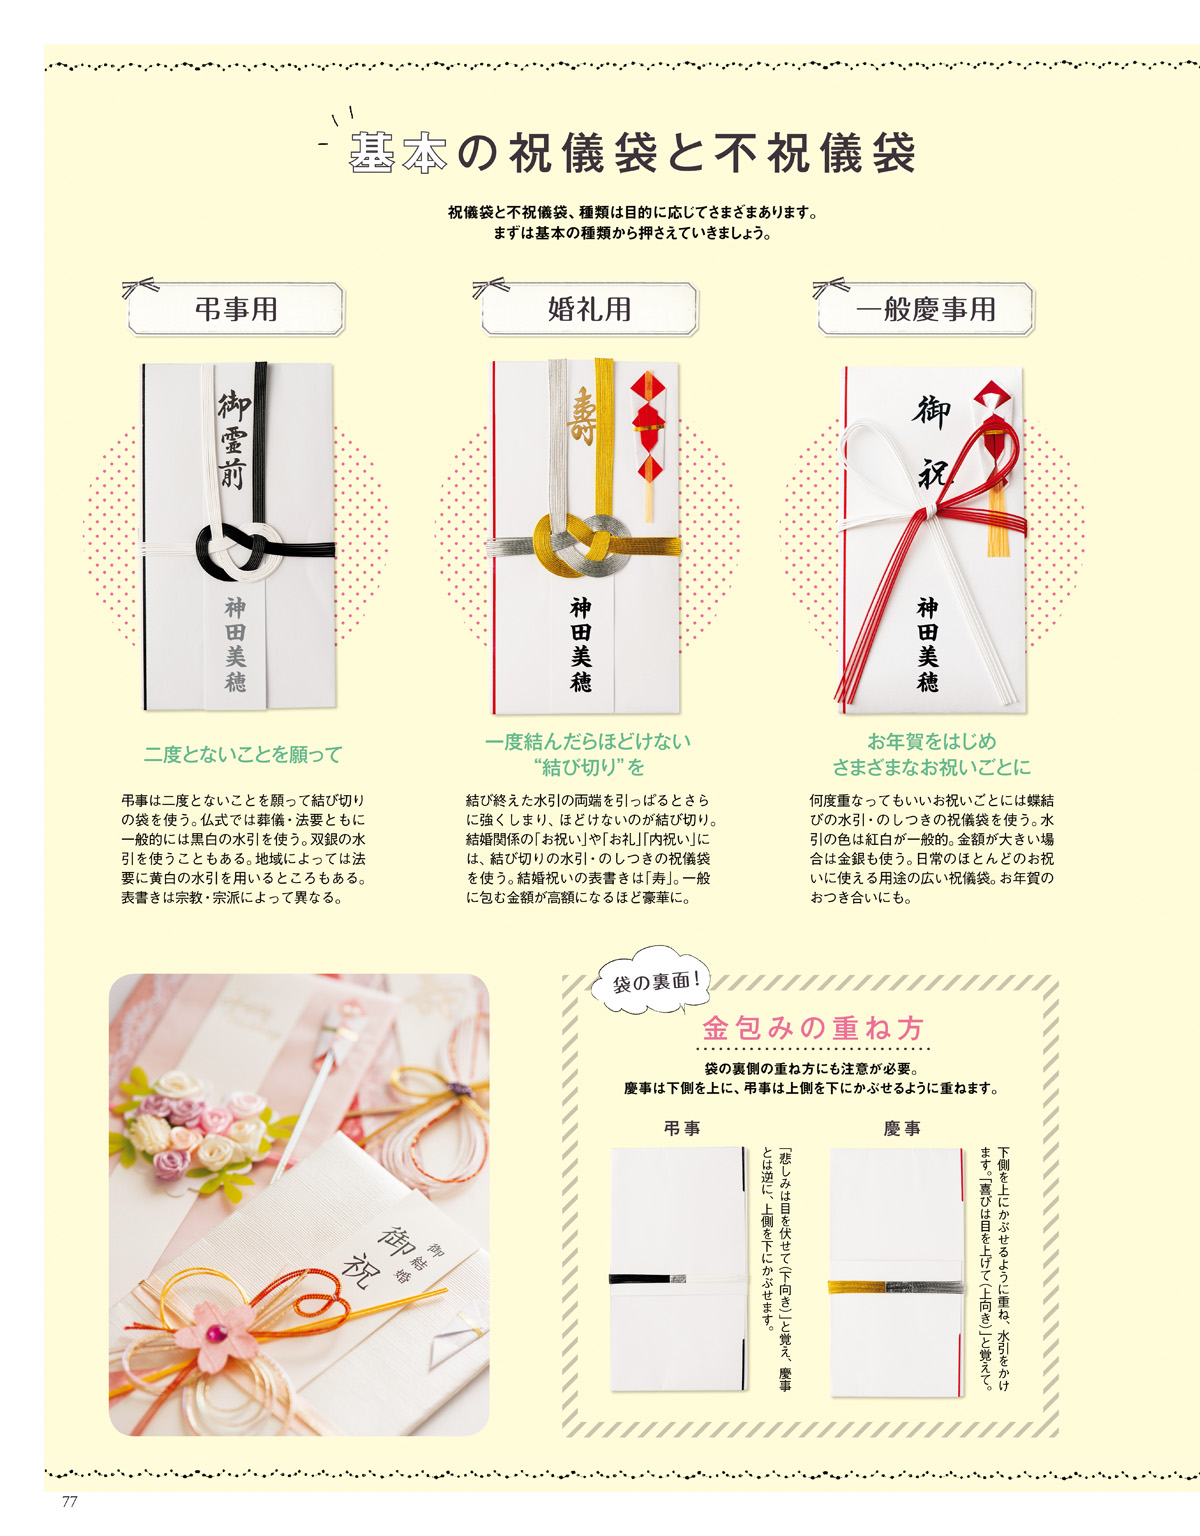 基本の祝儀袋と不祝儀袋
祝儀袋と不祝儀袋、種類は目的に応じてさまざまあります。
まずは基本の種類から押さえていきましょう。
弔事用
御霊前
神田美穂
二度とないことを願って
弔事は二度とないことを願って結び切り
の袋を使う。仏式では葬儀・法要ともに
一般的には黒白の水引を使う。双銀の水
引を使うこともある。地域によっては法
要に黄白の水引を用いるところもある。
表書きは宗教・宗派によって異なる。
婚礼用
寿
神田美穂
一度結んだらほどけない
“結び切り”を
結び終えた水引の両端を引っぱるとさら
に強くしまり、ほどけないのが結び切り。
結婚関係の「お祝い」や「お礼」「内祝い」に
は、結び切りの水引・のしつきの祝儀袋
を使う。結婚祝いの表書きは「寿」。一般
に包む金額が高額になるほど豪華に。
一般慶事用
御祝
神田美穂
お年賀をはじめ
さまざまなお祝いごとに
何度重なってもいいお祝いごとには蝶結
びの水引・のしつきの祝儀袋を使う。水
引の色は紅白が一般的。金額が大きい場
合は金銀も使う。日常のほとんどのお祝
いに使える用途の広い祝儀袋。お年賀の
おつき合いにも。
御結婚
御祝
袋の裏面!
金包みの重ね方
袋の裏側の重ね方にも注意が必要。
慶事は下側を上に、弔事は上側を下にかぶせるように重ねます。
弔事
「悲しみは目を伏せて(下向き)」と覚え、慶事
とは逆に、上側を下にかぶせます。
慶事
下側を上にかぶせるように重ね、水引をかけ
ます。「喜びは目を上げて(上向き)」と覚えて。
77